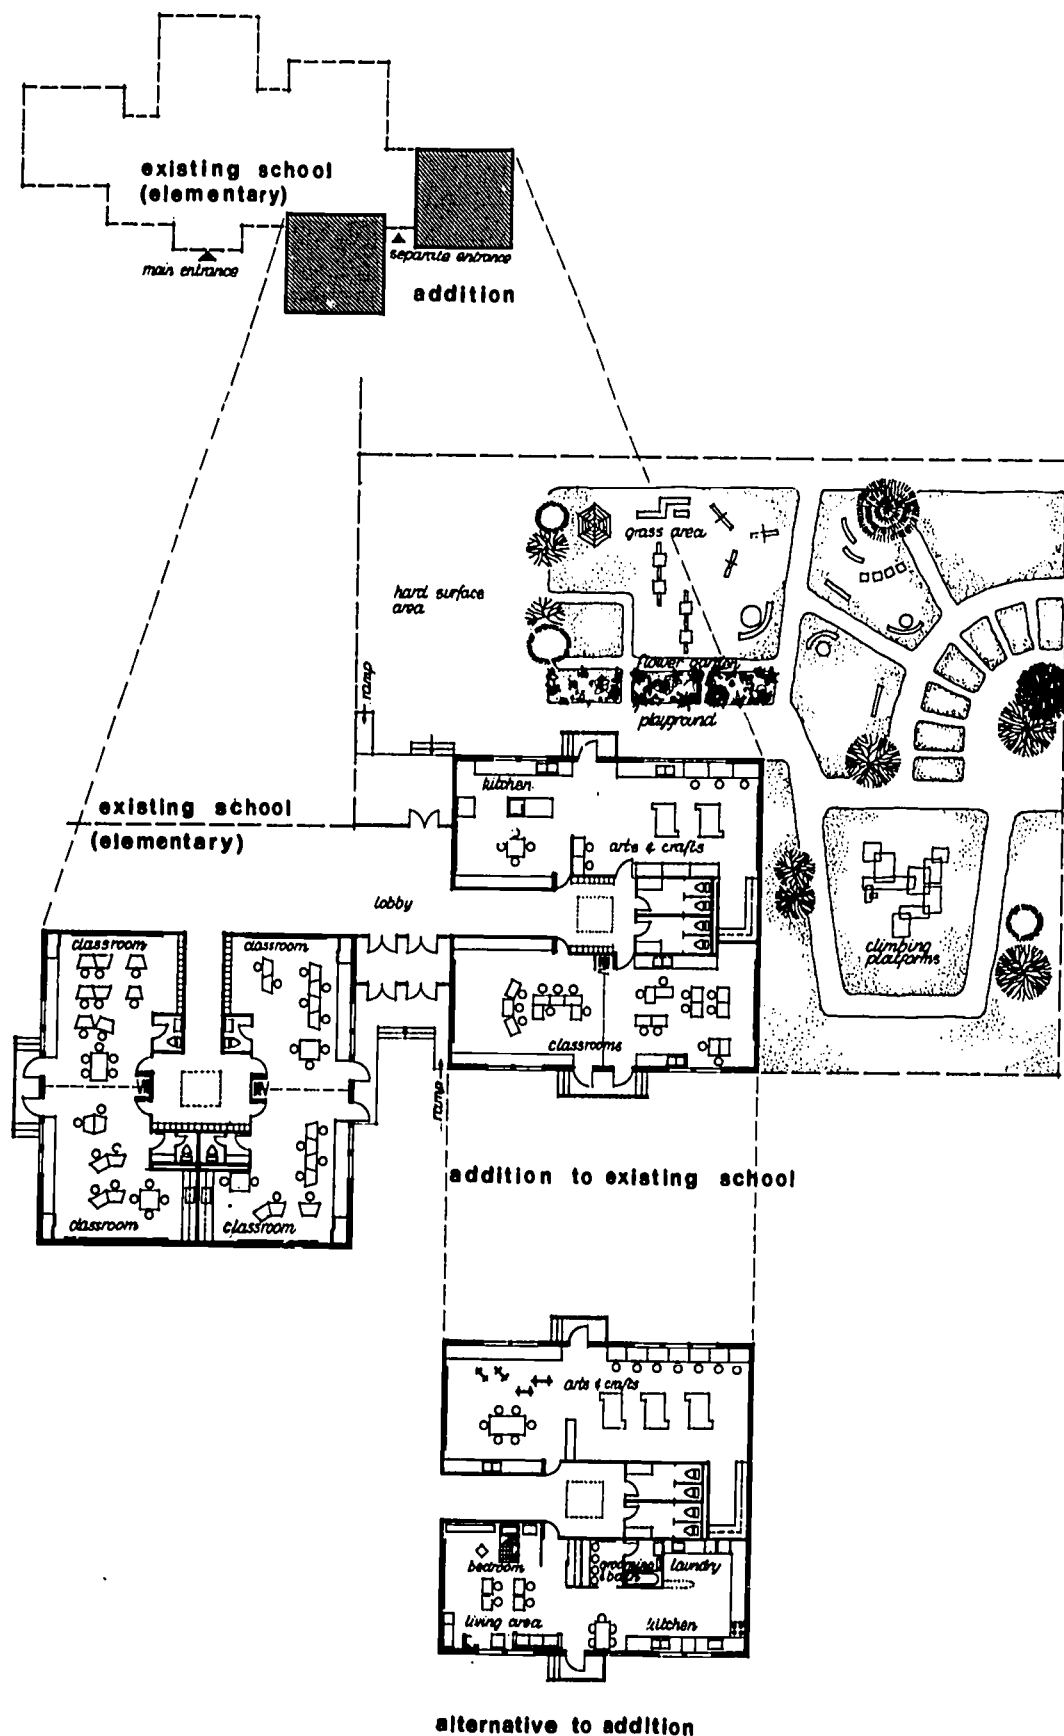 existing school
(elementary)
main entrance
separate entrance
addition
grass area
hard surface
area
flower garden
ramp
playground
kitchen
existing school
(elementary)
arts & crafts
lobby
classroom
classroom
climbing
platforms
classrooms
ramp
addition to existing school
classroom
classroom
arts & crafts
bedroom
grooming
& bath
laundry
living area
kitchen
alternative to addition